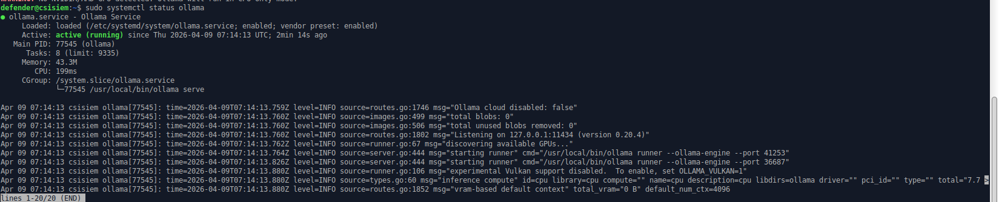 WARNING: No NVIDIA/AMD GPU detected. Ollama will run in CPU-only mode.
defender@csisiem:~$ sudo systemctl status ollama
● ollama.service - Ollama Service
Loaded: loaded (/etc/systemd/system/ollama.service; enabled; vendor preset: enabled)
Active: active (running) since Thu 2026-04-09 07:14:13 UTC; 2min 14s ago
Main PID: 77545 (ollama)
Tasks: 8 (limit: 9335)
Memory: 43.3M
CPU: 199ms
CGroup: /system.slice/ollama.service
└─77545 /usr/local/bin/ollama serve
Apr 09 07:14:13 csisiem ollama[77545]: time=2026-04-09T07:14:13.759Z level=INFO source=routes.go:1746 msg="Ollama cloud disabled: false"
Apr 09 07:14:13 csisiem ollama[77545]: time=2026-04-09T07:14:13.760Z level=INFO source=images.go:499 msg="total blobs: 0"
Apr 09 07:14:13 csisiem ollama[77545]: time=2026-04-09T07:14:13.760Z level=INFO source=images.go:506 msg="total unused blobs removed: 0"
Apr 09 07:14:13 csisiem ollama[77545]: time=2026-04-09T07:14:13.760Z level=INFO source=routes.go:1802 msg="Listening on 127.0.0.1:11434 (version 0.20.4)"
Apr 09 07:14:13 csisiem ollama[77545]: time=2026-04-09T07:14:13.762Z level=INFO source=runner.go:67 msg="discovering available GPUs..."
Apr 09 07:14:13 csisiem ollama[77545]: time=2026-04-09T07:14:13.764Z level=INFO source=server.go:444 msg="starting runner" cmd="/usr/local/bin/ollama runner --ollama-engine --port 41253"
Apr 09 07:14:13 csisiem ollama[77545]: time=2026-04-09T07:14:13.826Z level=INFO source=server.go:444 msg="starting runner" cmd="/usr/local/bin/ollama runner --ollama-engine --port 36687"
Apr 09 07:14:13 csisiem ollama[77545]: time=2026-04-09T07:14:13.880Z level=INFO source=runner.go:106 msg="experimental Vulkan support disabled.  To enable, set OLLAMA_VULKAN=1"
Apr 09 07:14:13 csisiem ollama[77545]: time=2026-04-09T07:14:13.880Z level=INFO source=types.go:60 msg="inference compute" id=cpu library=cpu compute="" name=cpu description=cpu libdirs=ollama driver="" pci_id="" type="" total="7.7 >
Apr 09 07:14:13 csisiem ollama[77545]: time=2026-04-09T07:14:13.880Z level=INFO source=routes.go:1852 msg="vram-based default context" total_vram="0 B" default_num_ctx=4096
lines 1-20/20 (END)